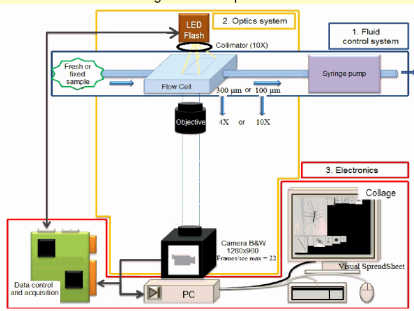 2. Optics system
LED
Flash
Collimator (10X)
1. Fluid
control system
Fresh or
fixed
sample
Flow Cell
300 µm or 100 µm
Syringe pump
Objective
4X or 10X
3. Electronics
Collage
Camera B&W
1280x960
Frames/sec max = 22
Visual SpreadSheet
Data control
and acquisition
PC